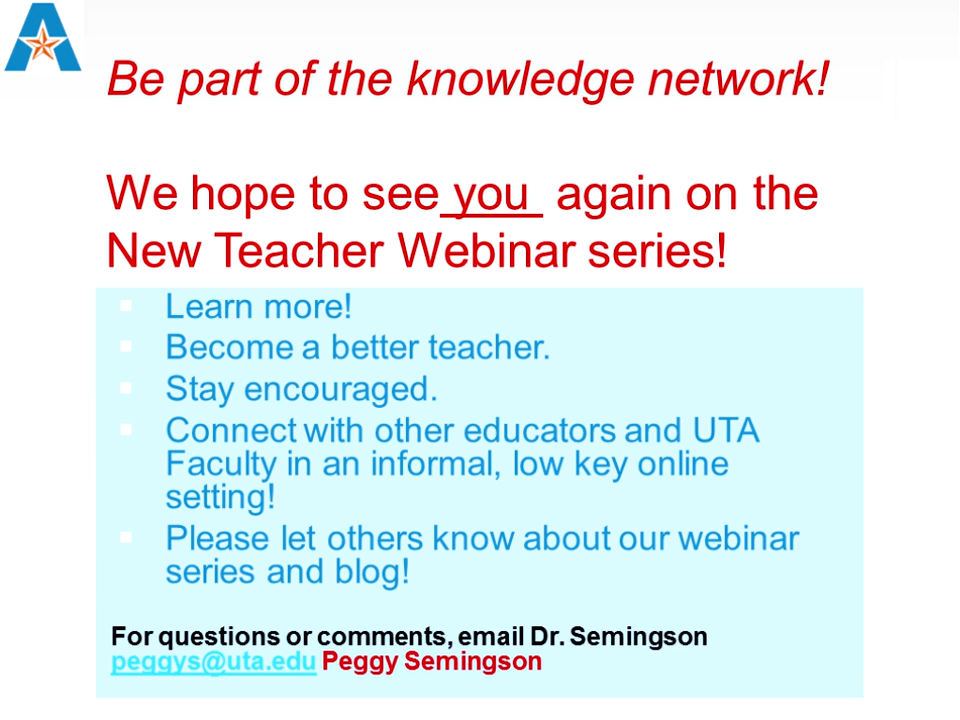 Be part of the knowledge network!
We hope to see you again on the
New Teacher Webinar series!
Learn more!
Become a better teacher.
Stay encouraged.
Connect with other educators and UTA
Faculty in an informal, low key online
setting!
Please let others know about our webinar
series and blog!
For questions or comments, email Dr. Semingson
peggys@uta.edu Peggy Semingson